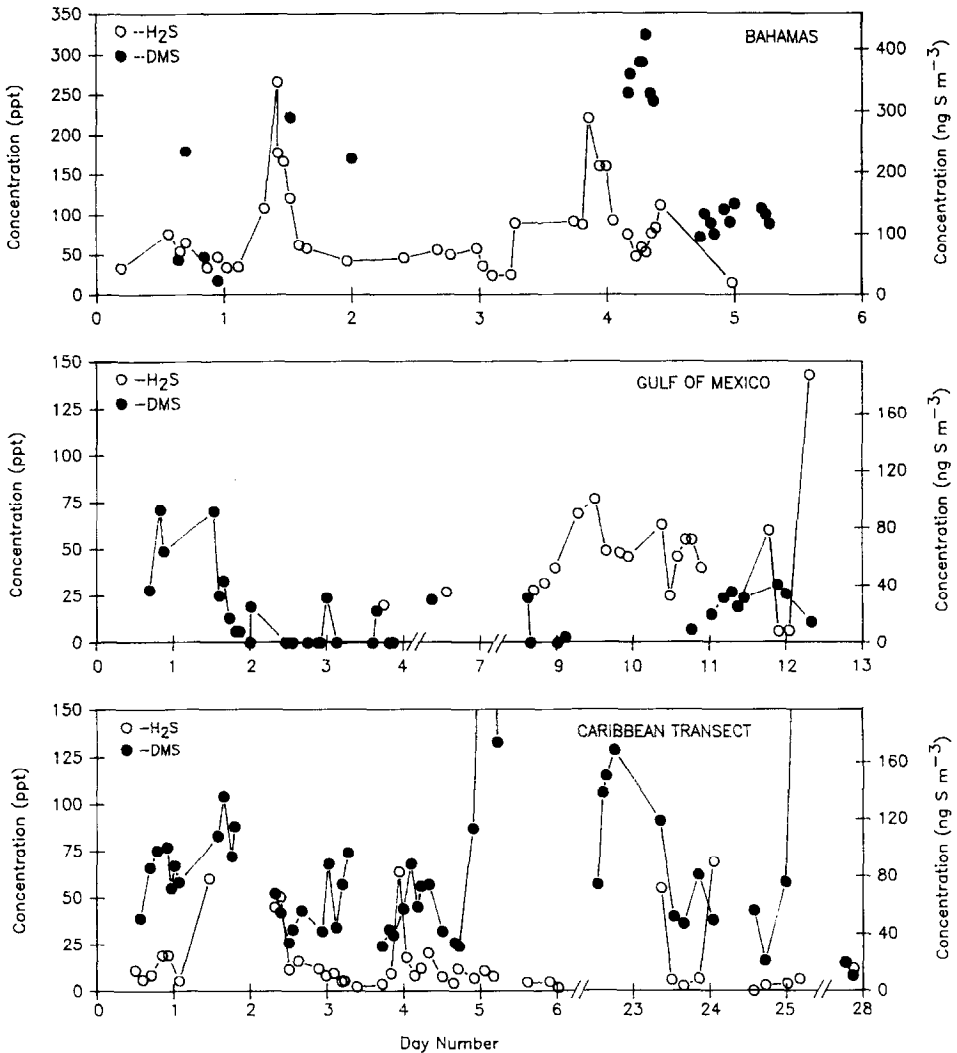 350
300
250
200
150
100
50
0
Concentration (ppt)
○ --H₂S
● --DMS
BAHAMAS
400
300
200
100
0
Concentration (ng S m⁻³)
0 1 2 3 4 5 6
150
125
100
75
50
25
0
Concentration (ppt)
○ -H₂S
● -DMS
GULF OF MEXICO
160
120
80
40
0
Concentration (ng S m⁻³)
0 1 2 3 4 7 9 10 11 12 13
150
125
100
75
50
25
0
Concentration (ppt)
○ -H₂S
● -DMS
CARIBBEAN TRANSECT
160
120
80
40
0
Concentration (ng S m⁻³)
0 1 2 3 4 5 6 23 24 25 28
Day Number